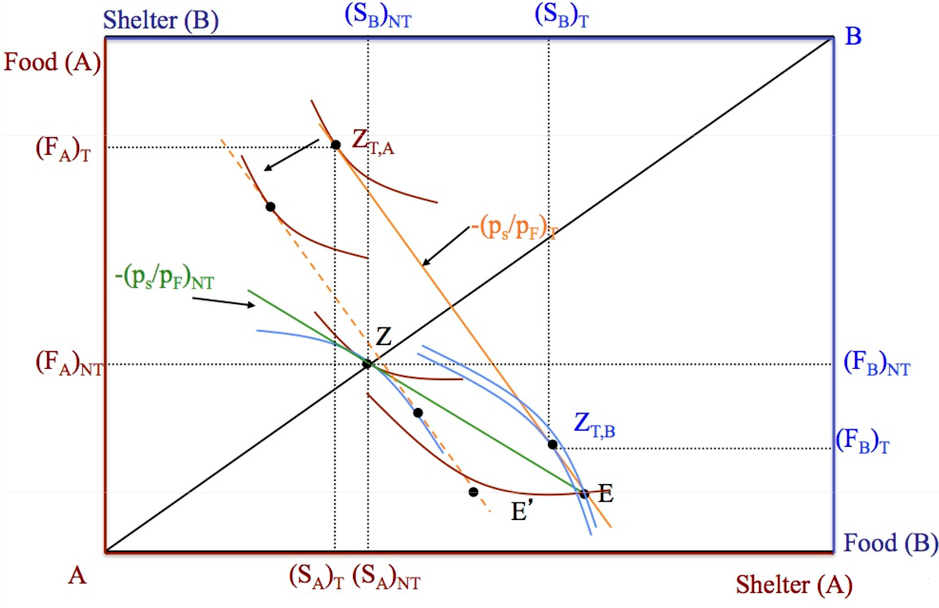 Shelter (B)
(S_B)_NT
(S_B)_T
B
Food (A)
(F_A)_T
Z_T,A
-(p_s/p_F)_T
-(p_s/p_F)_NT
Z
(F_A)_NT
(F_B)_NT
Z_T,B
(F_B)_T
E
E’
Food (B)
A
(S_A)_T (S_A)_NT
Shelter (A)